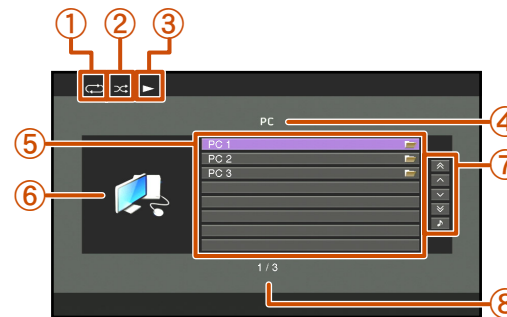 ① ② ③
PC ④
⑤ PC 1
PC 2
PC 3
⑥ ⑦
1 / 3
⑧